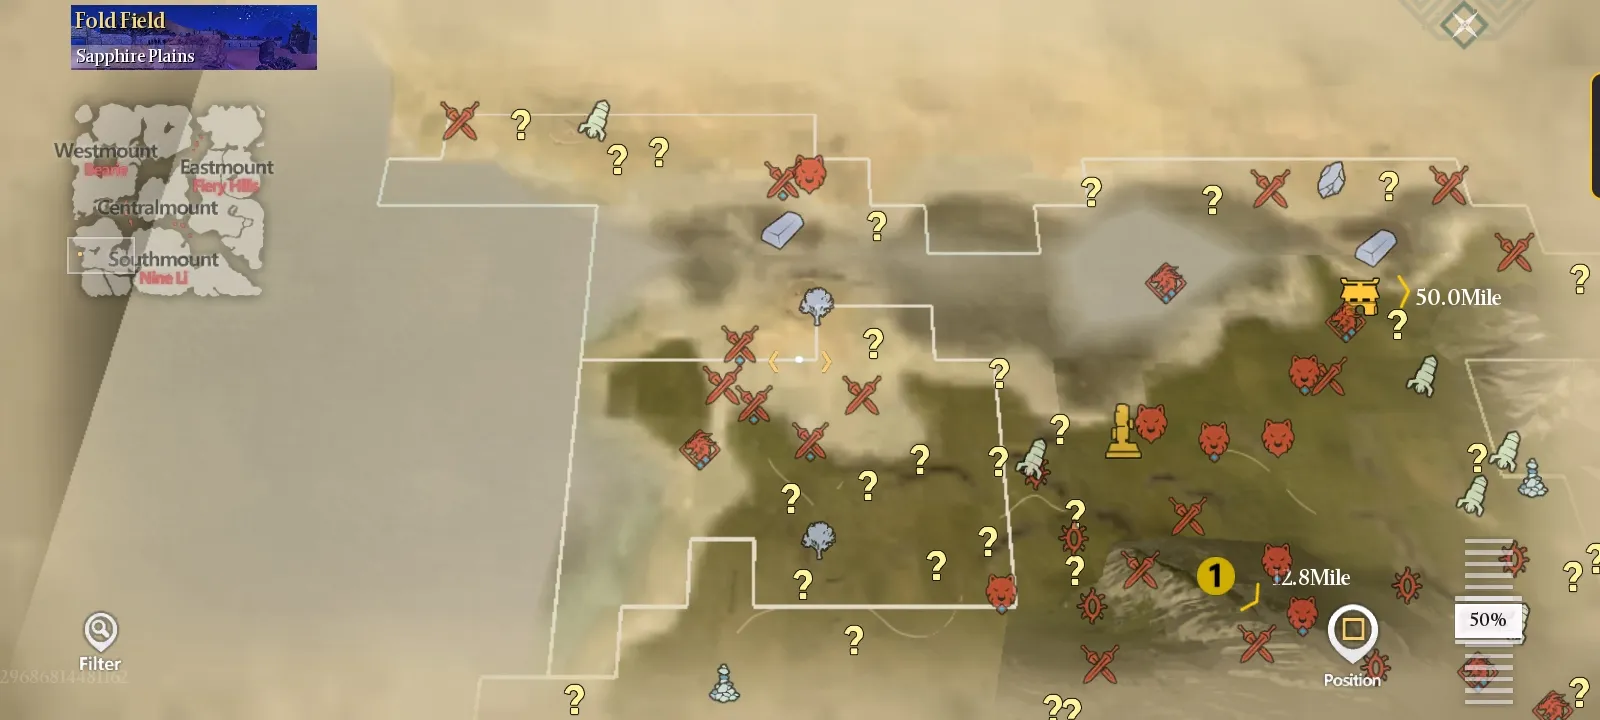 Fold Field
Sapphire Plains
Westmount
Bearie
Eastmount
Fiery Hills
Centralmount
Southmount
Nine Li
50.0Mile
1
2.8Mile
50%
Filter
Position